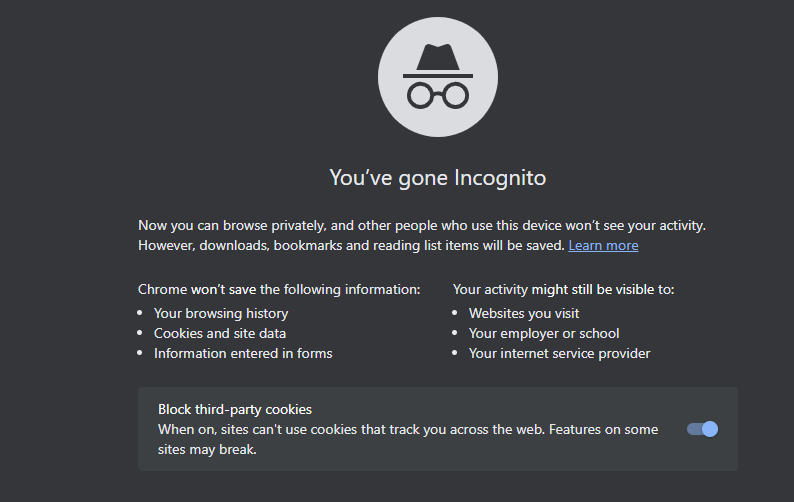 You’ve gone Incognito
Now you can browse privately, and other people who use this device won’t see your activity.
However, downloads, bookmarks and reading list items will be saved. Learn more
Chrome won’t save the following information:
• Your browsing history
• Cookies and site data
• Information entered in forms
Your activity might still be visible to:
• Websites you visit
• Your employer or school
• Your internet service provider
Block third-party cookies
When on, sites can't use cookies that track you across the web. Features on some
sites may break.